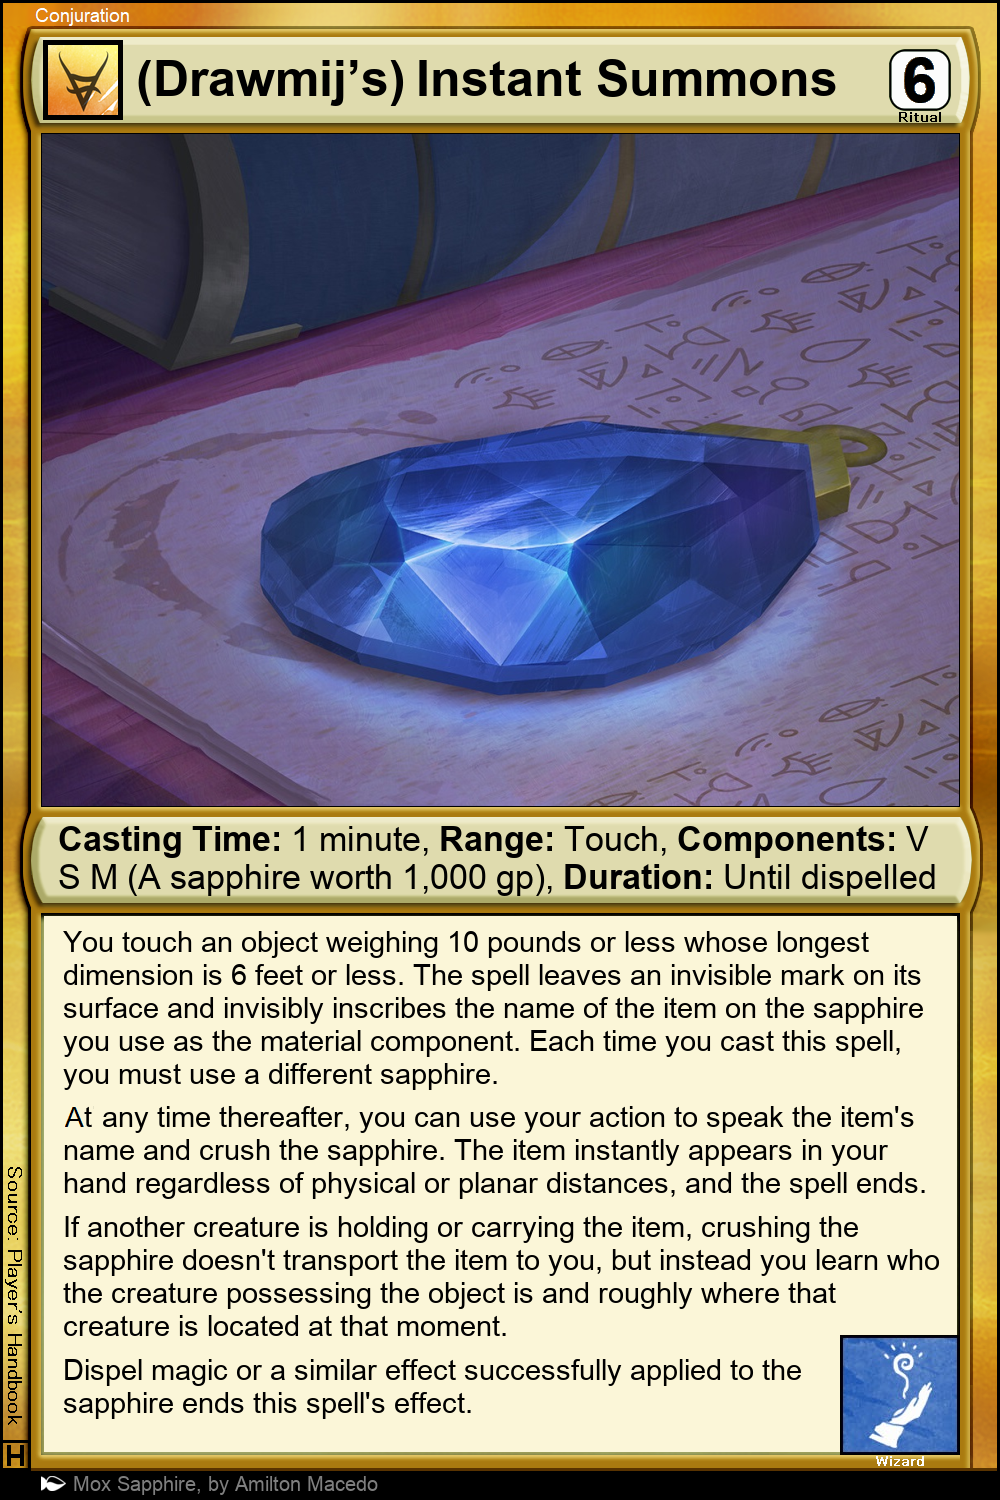 Conjuration
(Drawmij’s) Instant Summons
6
Ritual
Casting Time: 1 minute, Range: Touch, Components: V
S M (A sapphire worth 1,000 gp), Duration: Until dispelled
You touch an object weighing 10 pounds or less whose longest
dimension is 6 feet or less. The spell leaves an invisible mark on its
surface and invisibly inscribes the name of the item on the sapphire
you use as the material component. Each time you cast this spell,
you must use a different sapphire.
At any time thereafter, you can use your action to speak the item's
name and crush the sapphire. The item instantly appears in your
hand regardless of physical or planar distances, and the spell ends.
If another creature is holding or carrying the item, crushing the
sapphire doesn't transport the item to you, but instead you learn who
the creature possessing the object is and roughly where that
creature is located at that moment.
Dispel magic or a similar effect successfully applied to the
sapphire ends this spell's effect.
Wizard
Source: Player's Handbook
H
Mox Sapphire, by Amilton Macedo